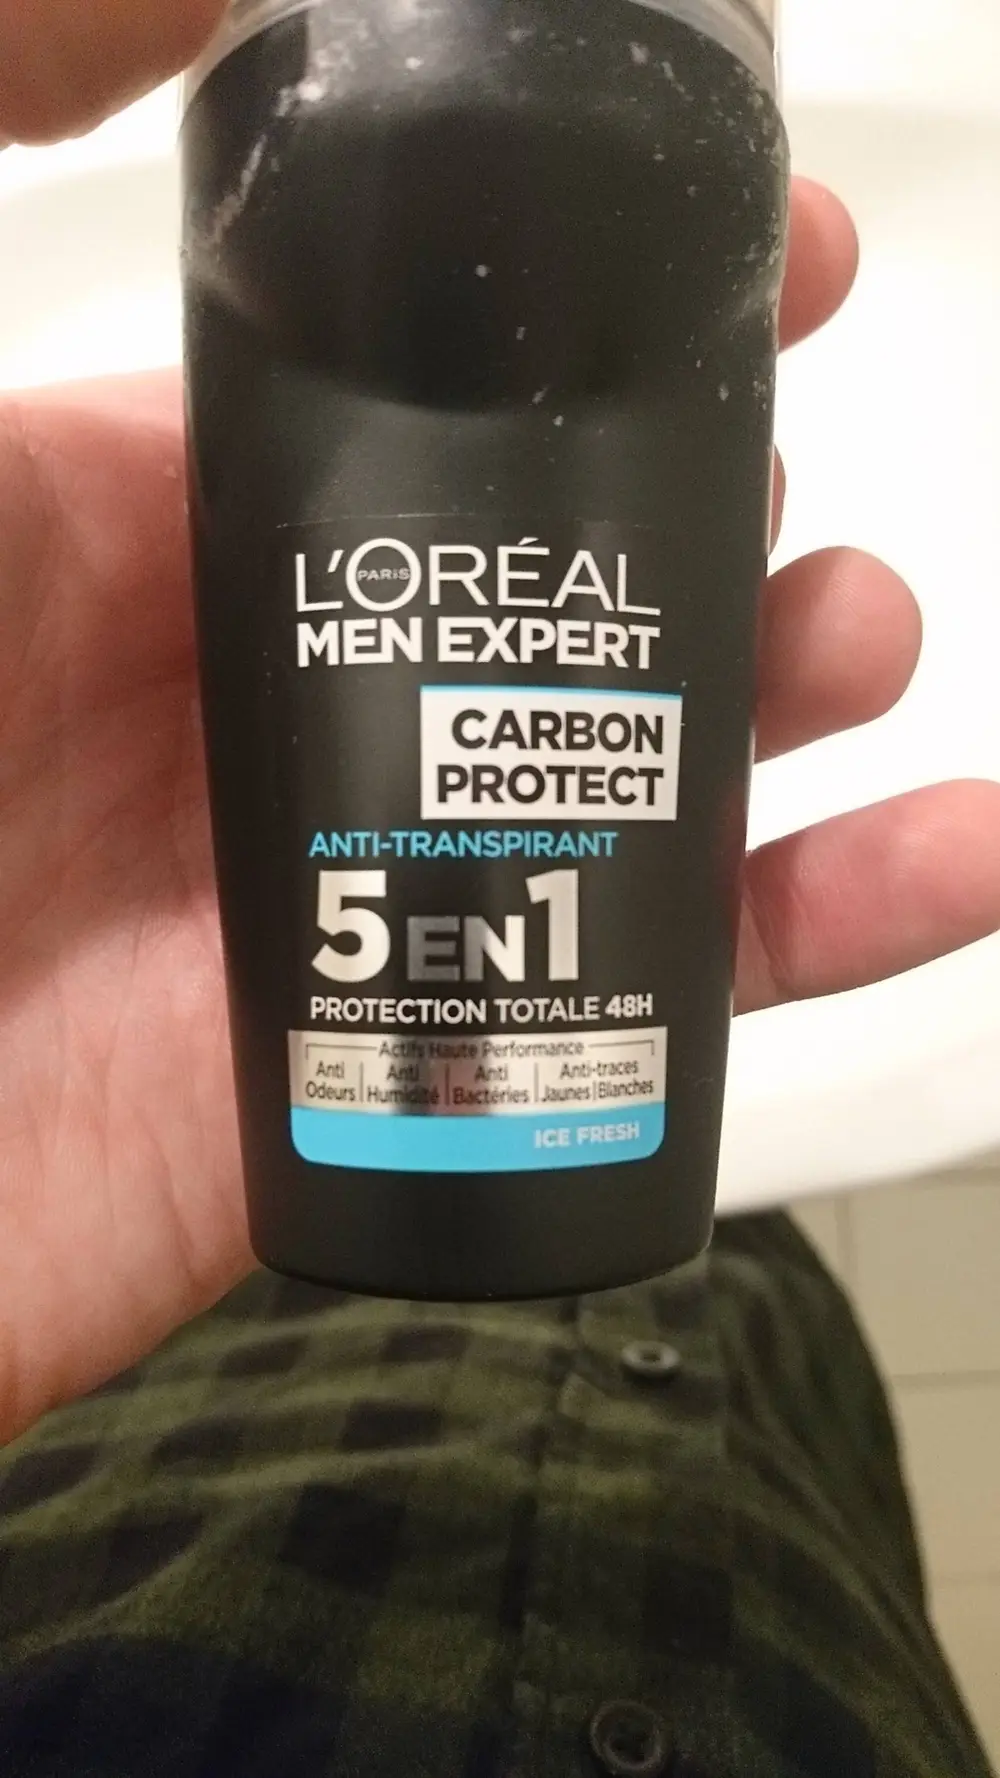 L'ORÉAL
PARIS
MEN EXPERT
CARBON
PROTECT
ANTI-TRANSPIRANT
5 EN 1
PROTECTION TOTALE 48H
Actifs Haute Performance
Anti Odeurs | Anti Humidité | Anti Bactéries | Anti-traces Jaunes | Blanches
ICE FRESH